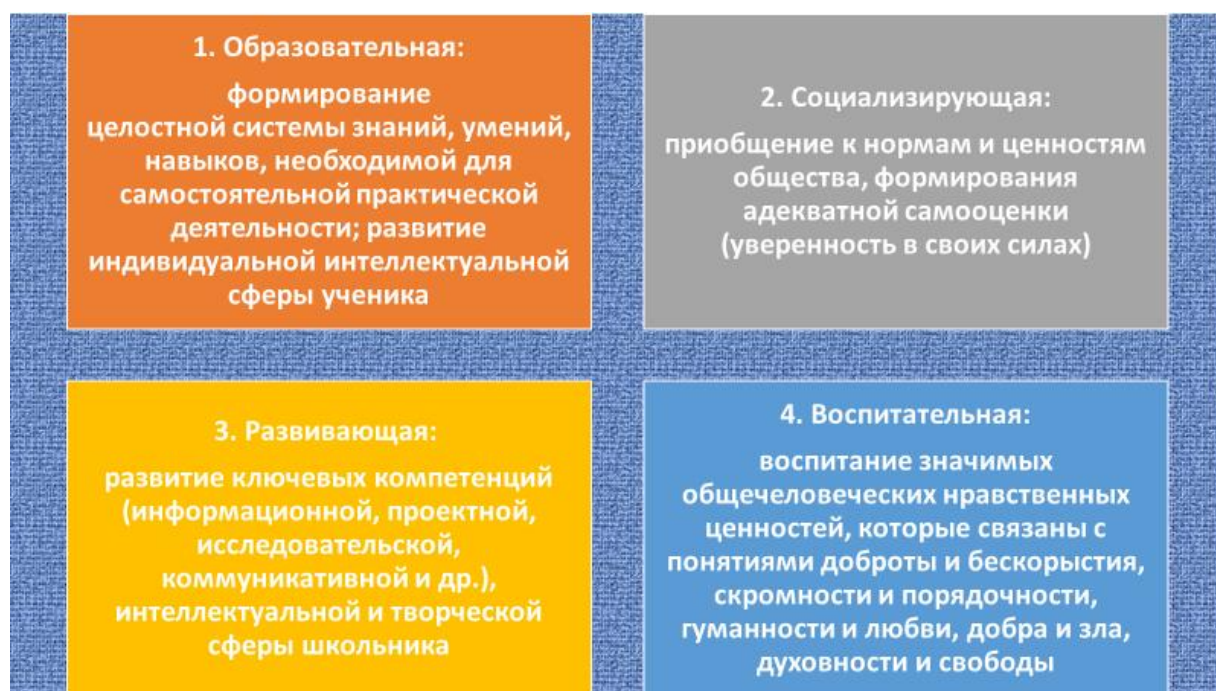 1. Образовательная:
формирование
целостной системы знаний, умений,
навыков, необходимой для
самостоятельной практической
деятельности; развитие
индивидуальной интеллектуальной
сферы ученика
2. Социализирующая:
приобщение к нормам и ценностям
общества, формирования
адекватной самооценки
(уверенность в своих силах)
3. Развивающая:
развитие ключевых компетенций
(информационной, проектной,
исследовательской,
коммуникативной и др.),
интеллектуальной и творческой
сферы школьника
4. Воспитательная:
воспитание значимых
общечеловеческих нравственных
ценностей, которые связаны с
понятиями доброты и бескорыстия,
скромности и порядочности,
гуманности и любви, добра и зла,
духовности и свободы